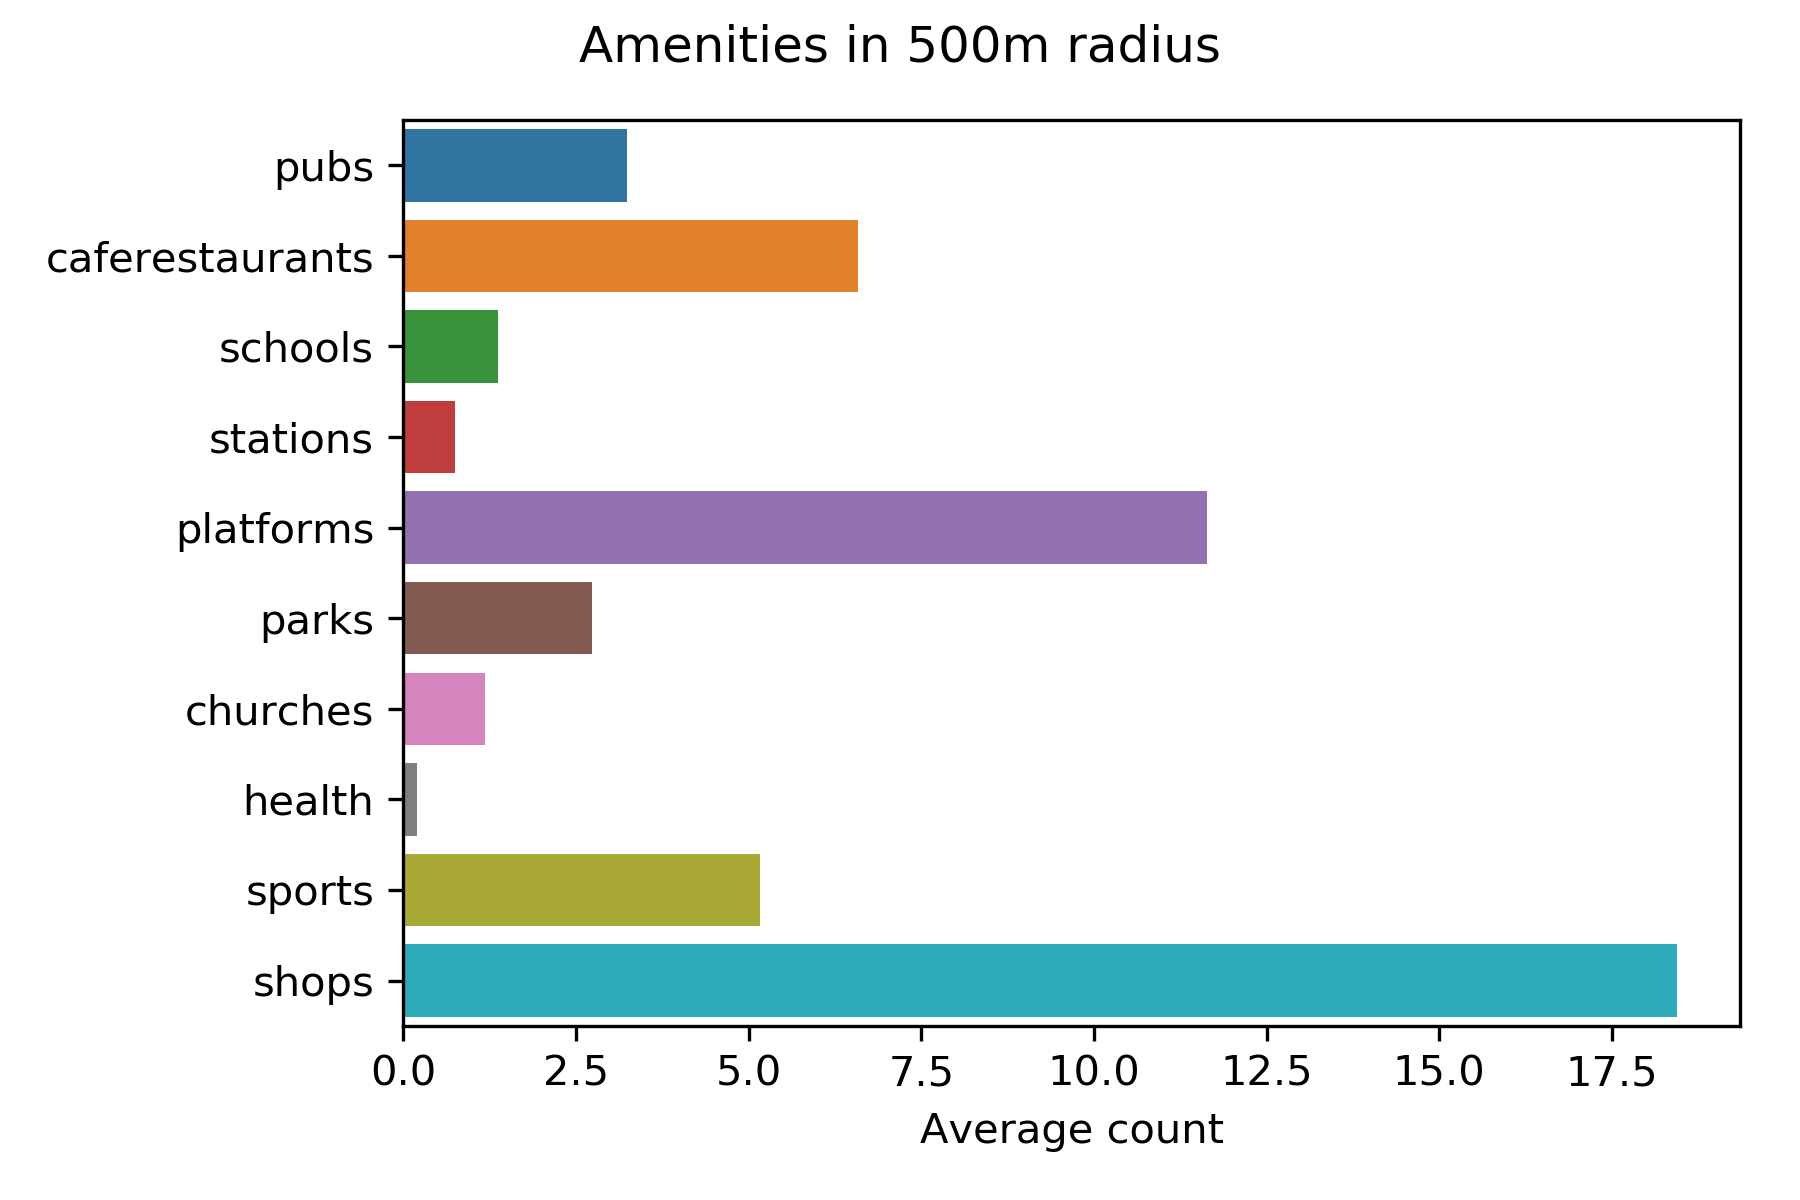 Amenities in 500m radius
pubs
caferestaurants
schools
stations
platforms
parks
churches
health
sports
shops
0.0 2.5 5.0 7.5 10.0 12.5 15.0 17.5
Average count